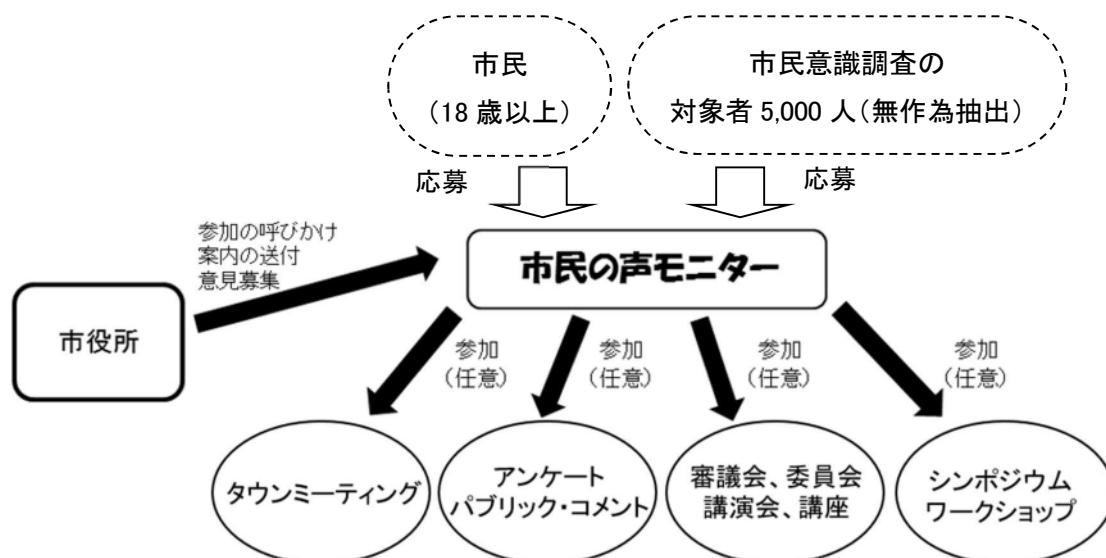 市民
（18 歳以上）
市民意識調査の
対象者 5,000 人（無作為抽出）
応募
応募
参加の呼びかけ
案内の送付
意見募集
市民の声モニター
市役所
参加
（任意）
参加
（任意）
参加
（任意）
参加
（任意）
タウンミーティング
アンケート
パブリック・コメント
審議会、委員会
講演会、講座
シンポジウム
ワークショップ